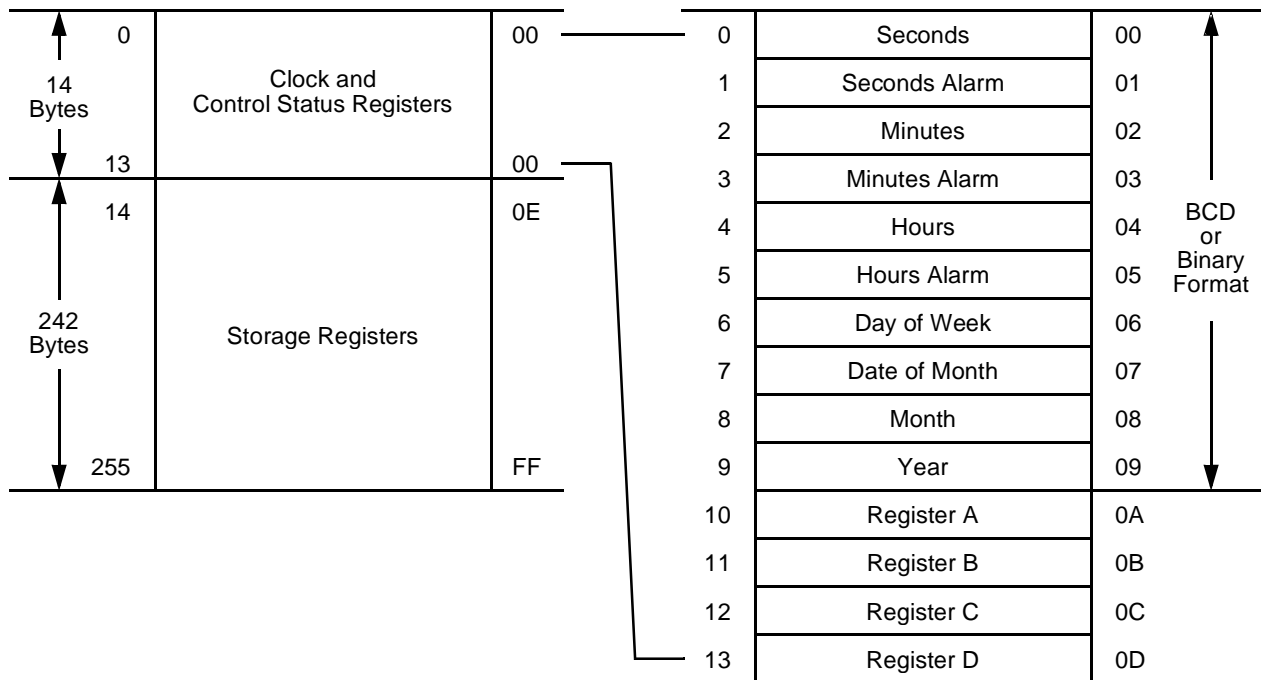 0 00
14
Bytes
Clock and
Control Status Registers
13 00
14 0E
242
Bytes
Storage Registers
255 FF
0 Seconds 00
1 Seconds Alarm 01
2 Minutes 02
3 Minutes Alarm 03
4 Hours 04
5 Hours Alarm 05
6 Day of Week 06
7 Date of Month 07
8 Month 08
9 Year 09
10 Register A 0A
11 Register B 0B
12 Register C 0C
13 Register D 0D
BCD
or
Binary
Format